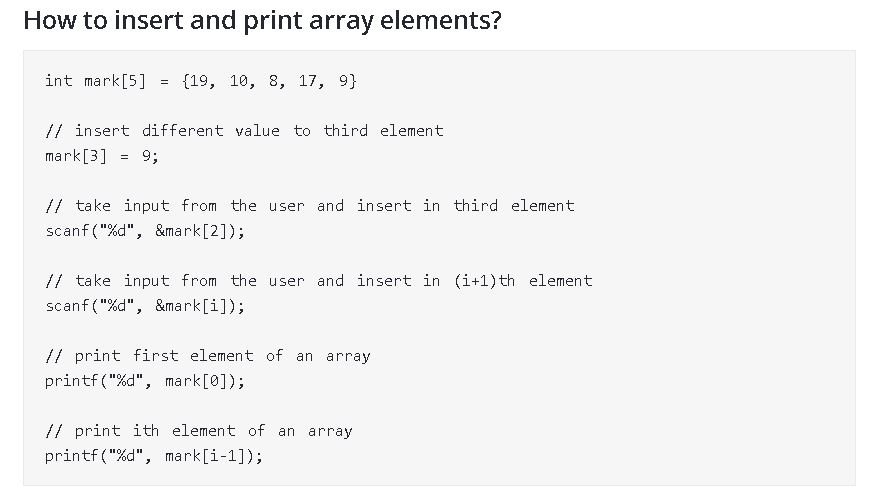 How to insert and print array elements?
int mark[5] = {19, 10, 8, 17, 9}
// insert different value to third element
mark[3] = 9;
// take input from the user and insert in third element
scanf("%d", &mark[2]);
// take input from the user and insert in (i+1)th element
scanf("%d", &mark[i]);
// print first element of an array
printf("%d", mark[0]);
// print ith element of an array
printf("%d", mark[i-1]);